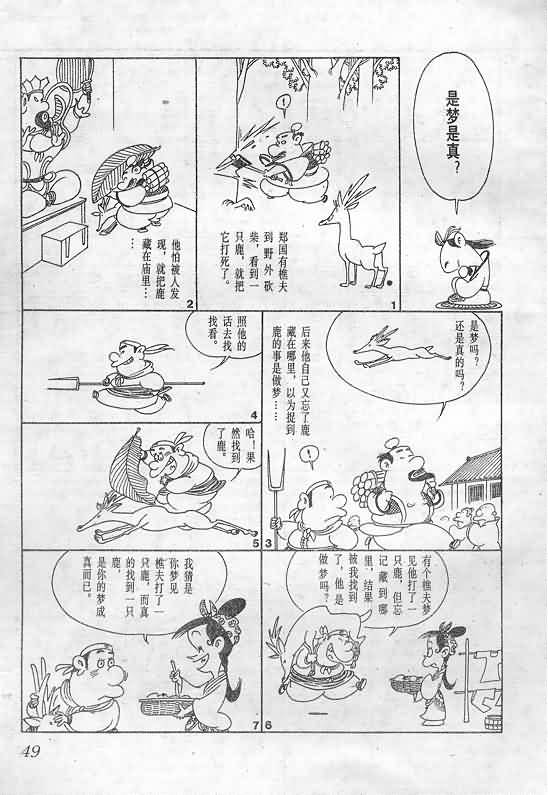 是梦是真？
郑国有樵夫
到野外砍
柴，看到一
只鹿，就把
它打死了。
！
1
他怕被人发
现，就把鹿
藏在庙里…
…
2
是梦吗？
还是真的吗？
后来他自己又忘了鹿
藏在哪里，以为捉到
鹿的事是做梦……
！
3
照他的
话去找
找看。
4
哈！果
然找到
了鹿。
5
有个樵夫梦
见他打了一
只鹿，但忘
记藏到哪
里，结果
被我找到
了，他是
做梦吗？
6
我猜是
你梦见
樵夫打了一
只鹿，而真
的找到一只
鹿，
是你的梦成
真而已。
7
49